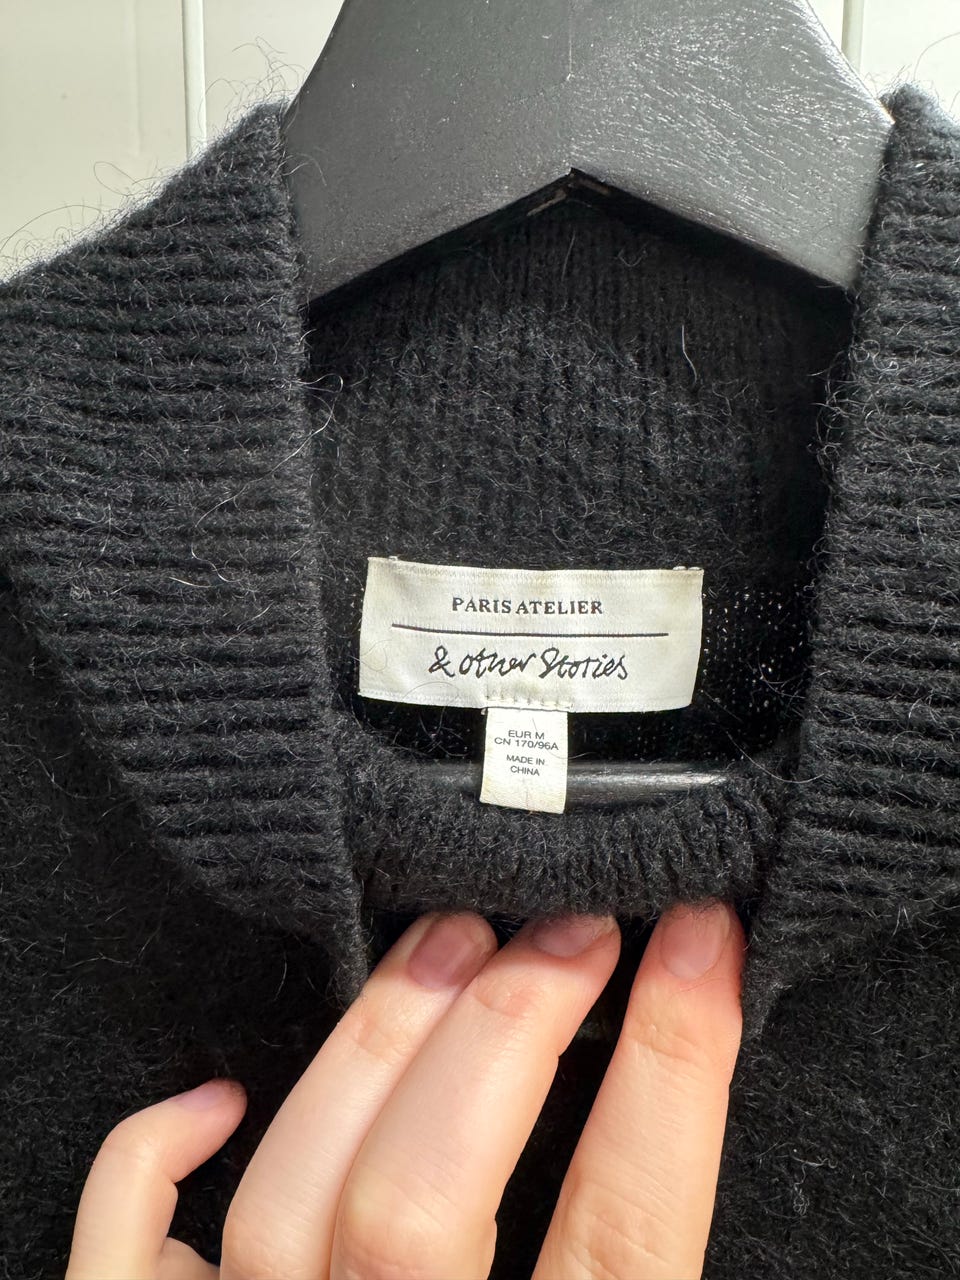 PARIS ATELIER
& other Stories
EUR M
CN 170/96A
MADE IN
CHINA